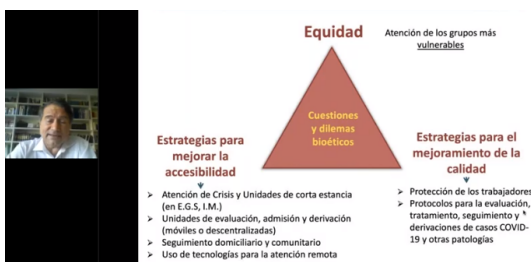 Equidad
Atención de los grupos más
vulnerables
Cuestiones
y dilemas
bioéticos
Estrategias para
mejorar la
accesibilidad
➤ Atención de Crisis y Unidades de corta estancia
(en E.G.S, I.M.)
➤ Unidades de evaluación, admisión y derivación
(móviles o descentralizadas)
➤ Seguimiento domiciliario y comunitario
➤ Uso de tecnologías para la atención remota
Estrategias para el
mejoramiento de la
calidad
➤ Protección de los trabajadores
➤ Protocolos para la evaluación,
tratamiento, seguimiento y
derivaciones de casos COVID-
19 y otras patologías